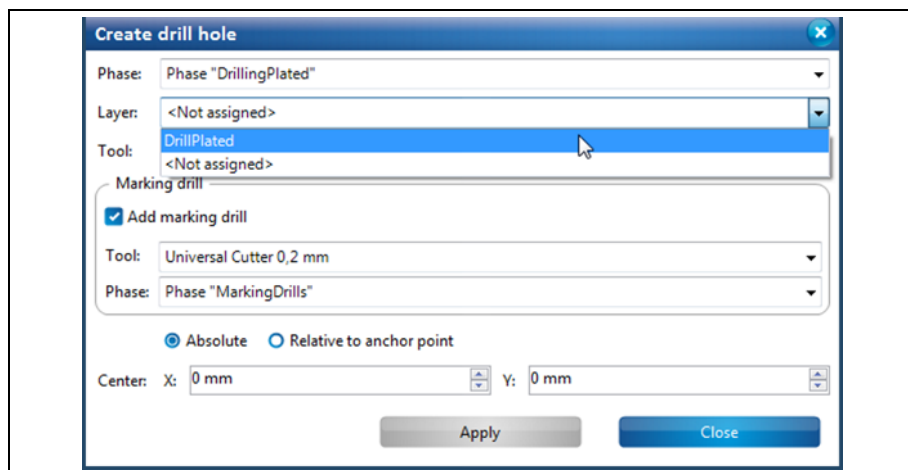 Create drill hole
Phase: Phase "DrillingPlated"
Layer: <Not assigned>
DrillPlated
Tool:
<Not assigned>
Marking drill
Add marking drill
Tool: Universal Cutter 0,2 mm
Phase: Phase "MarkingDrills"
Absolute Relative to anchor point
Center: X: 0 mm Y: 0 mm
Apply Close